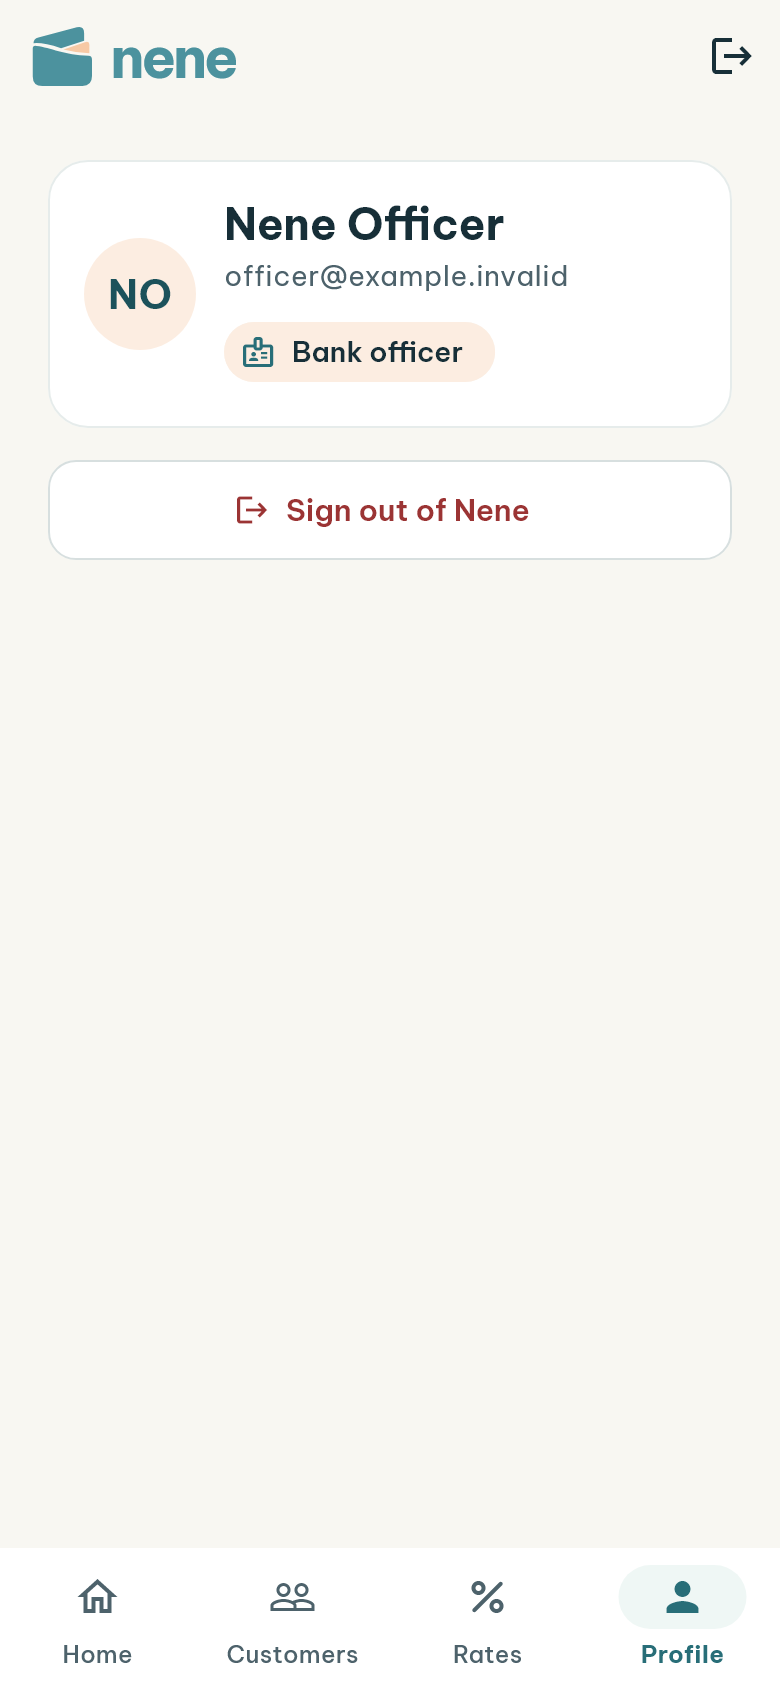 nene
Nene Officer
officer@example.invalid
NO
Bank officer
Sign out of Nene
Home
Customers
Rates
Profile